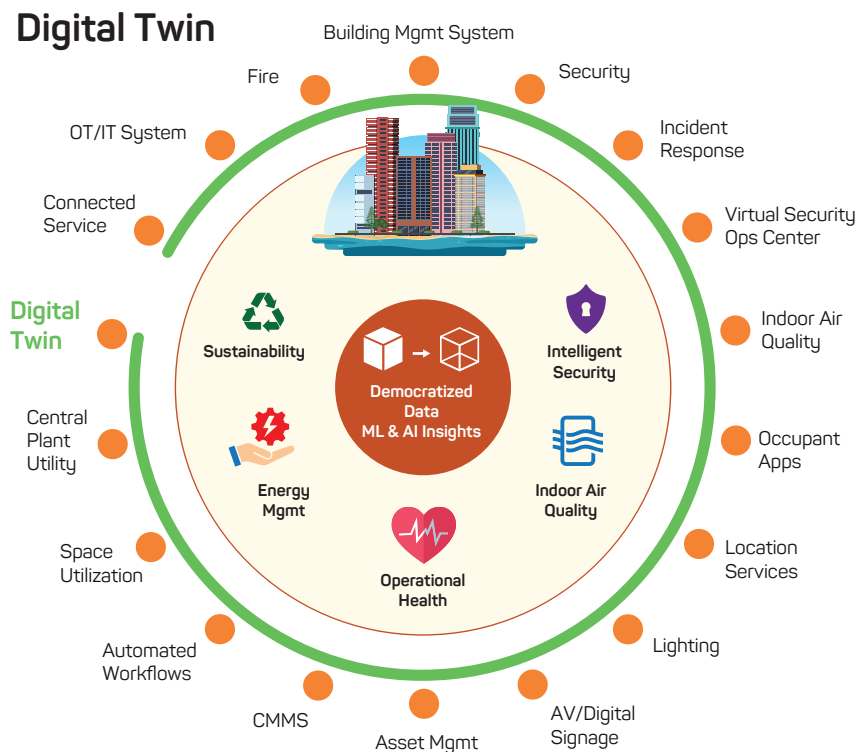 Digital Twin
Building Mgmt System
Fire
Security
OT/IT System
Incident
Response
Connected
Service
Virtual Security
Ops Center
Digital
Twin
Indoor Air
Quality
Sustainability
Intelligent
Security
Democratized
Data
ML & AI Insights
Central
Plant
Utility
Occupant
Apps
Energy
Mgmt
Indoor Air
Quality
Space
Utilization
Operational
Health
Location
Services
Automated
Workflows
Lighting
CMMS
Asset Mgmt
AV/Digital
Signage